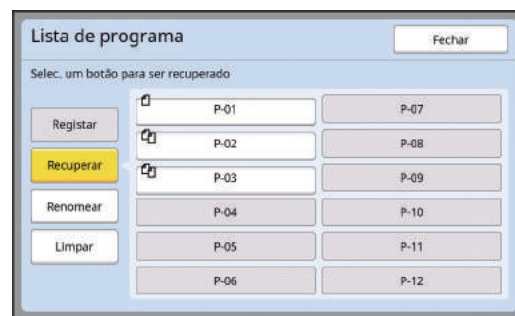 Lista de programa
Fechar
Selec. um botão para ser recuperado
Registar
Recuperar
Renomear
Limpar
P-01
P-02
P-03
P-04
P-05
P-06
P-07
P-08
P-09
P-10
P-11
P-12